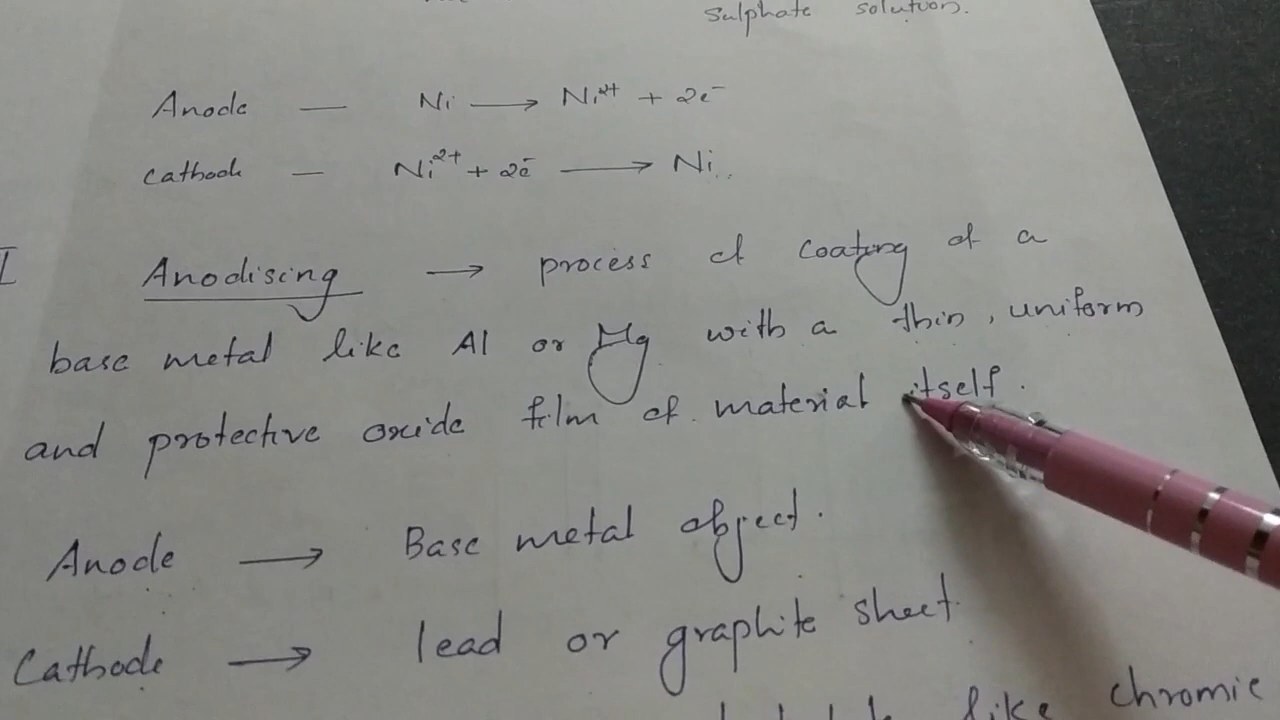 Sulphate solution.
Anode — Ni ⟶ Ni²⁺ + 2e⁻
Cathode — Ni²⁺ + 2e⁻ ⟶ Ni
I Anodising → process of coating of a
base metal like Al or Mg with a thin, uniform
and protective oxide film of material itself.
Anode → Base metal object.
Cathode → lead or graphite sheet
like chromic